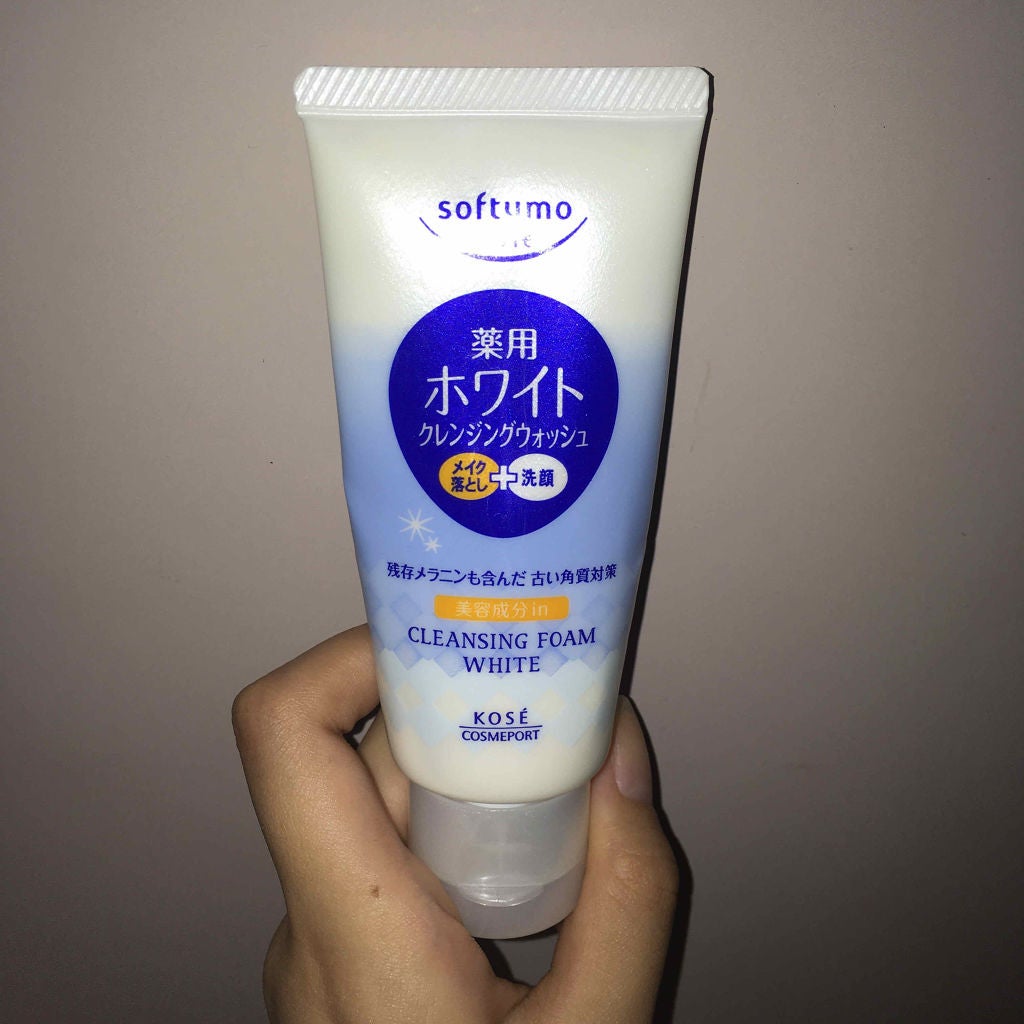 softumo
薬用
ホワイト
クレンジングウォッシュ
メイク
落とし
+
洗顔
残存メラニンも含んだ 古い角質対策
美容成分in
CLEANSING FOAM
WHITE
KOSÉ
COSMEPORT